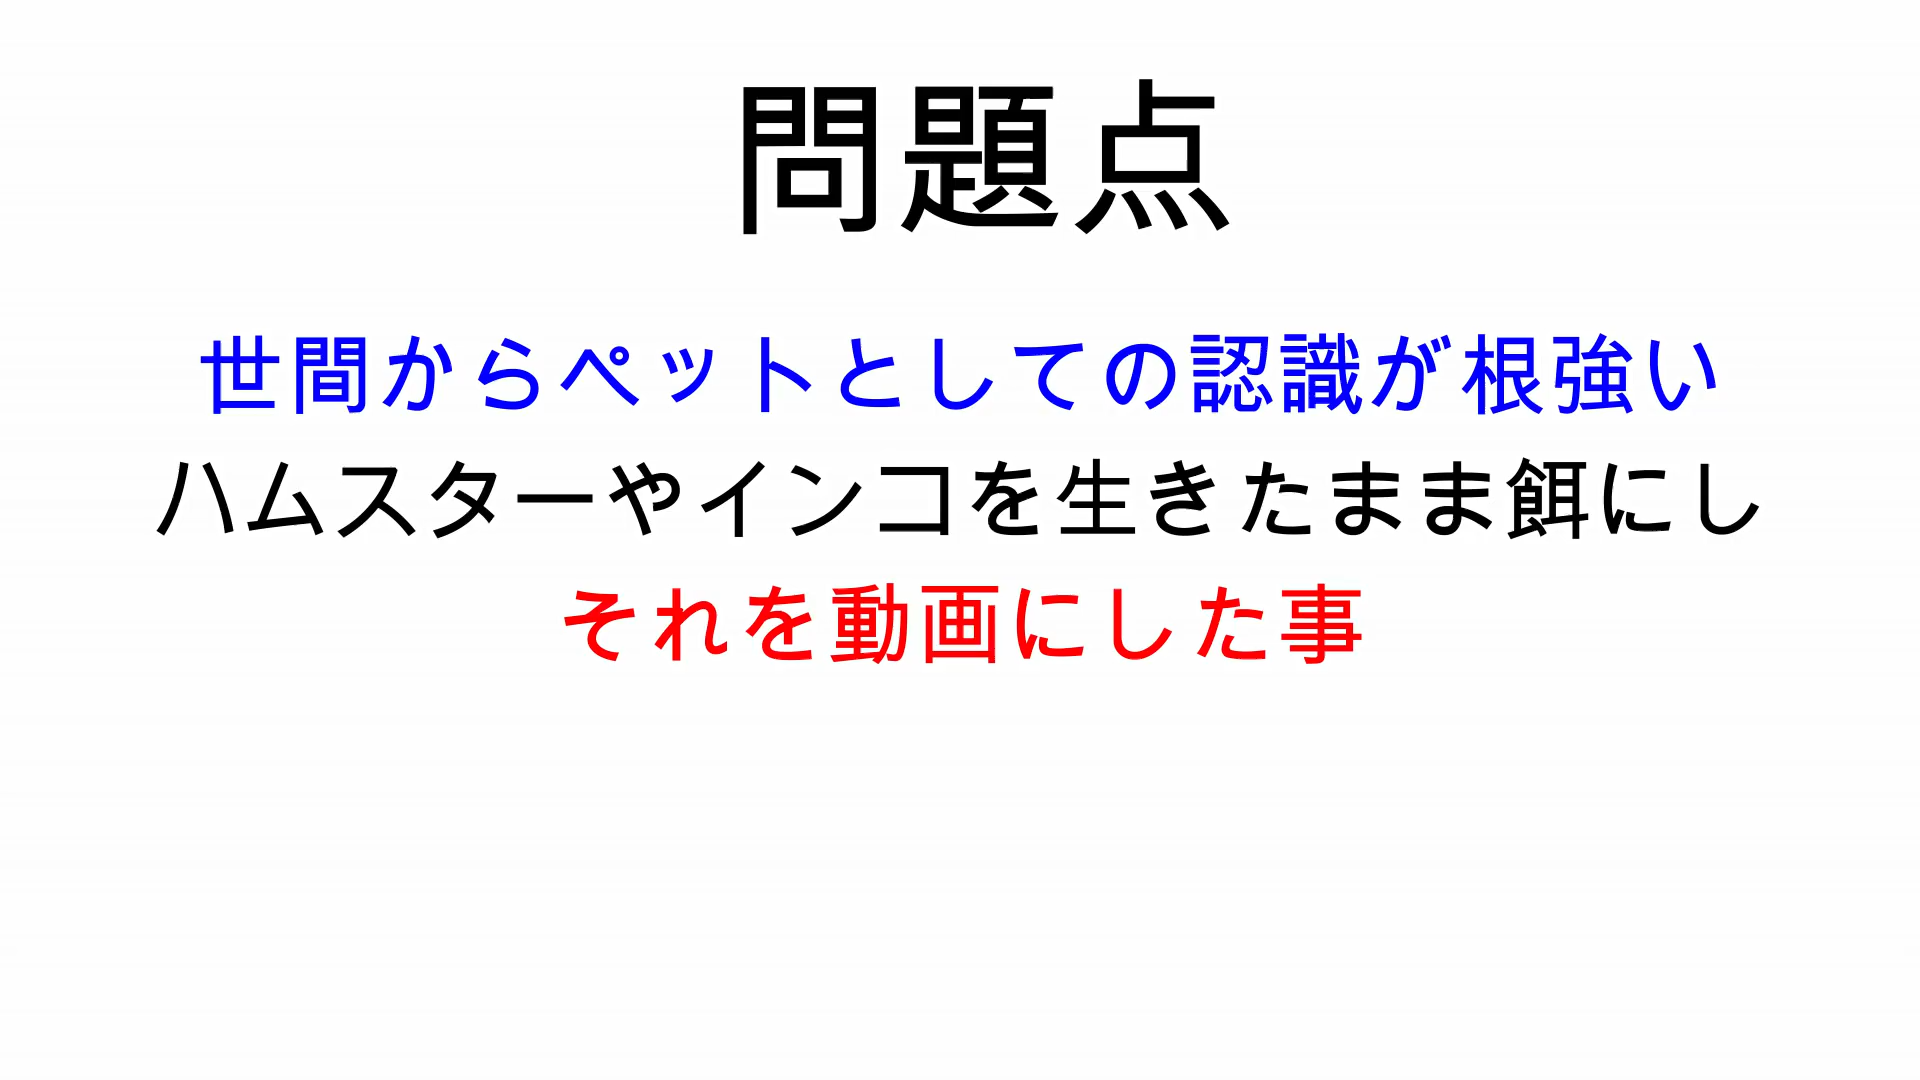 問題点
世間からペットとしての認識が根強い
ハムスターやインコを生きたまま餌にし
それを動画にした事